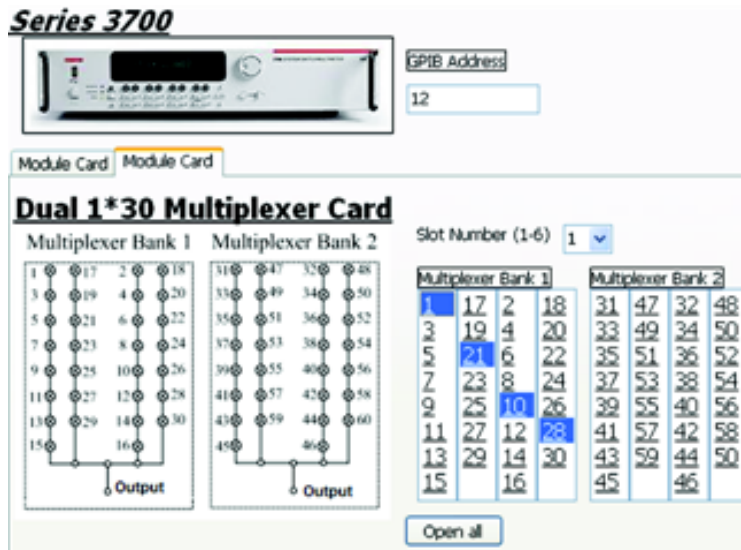 Series 3700
GPIB Address
12
Module Card Module Card
Dual 1*30 Multiplexer Card
Multiplexer Bank 1 Multiplexer Bank 2
1 17 2 18 31 47 32 48
3 19 4 20 33 49 34 50
5 21 6 22 35 51 36 52
7 23 8 24 37 53 38 54
9 25 10 26 39 55 40 56
11 27 12 28 41 57 42 58
13 29 14 30 43 59 44 60
15 16 45 46
Output Output
Slot Number (1-6) 1
Multiplexer Bank 1 Multiplexer Bank 2
1 17 2 18 31 47 32 48
3 19 4 20 33 49 34 50
5 21 6 22 35 51 36 52
7 23 8 24 37 53 38 54
9 25 10 26 39 55 40 56
11 27 12 28 41 57 42 58
13 29 14 30 43 59 44 50
15 16 45 46
Open all